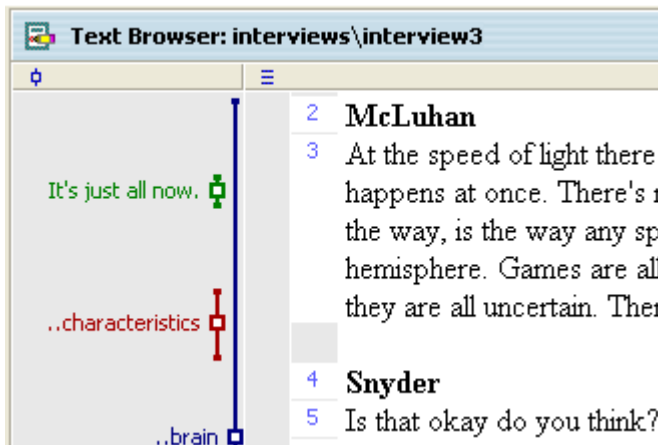 Text Browser: interviews\interview3
2 McLuhan
3 At the speed of light there
It's just all now. happens at once. There's
the way, is the way any sp
hemisphere. Games are all
..characteristics they are all uncertain. Ther
4 Snyder
..brain 5 Is that okay do you think?